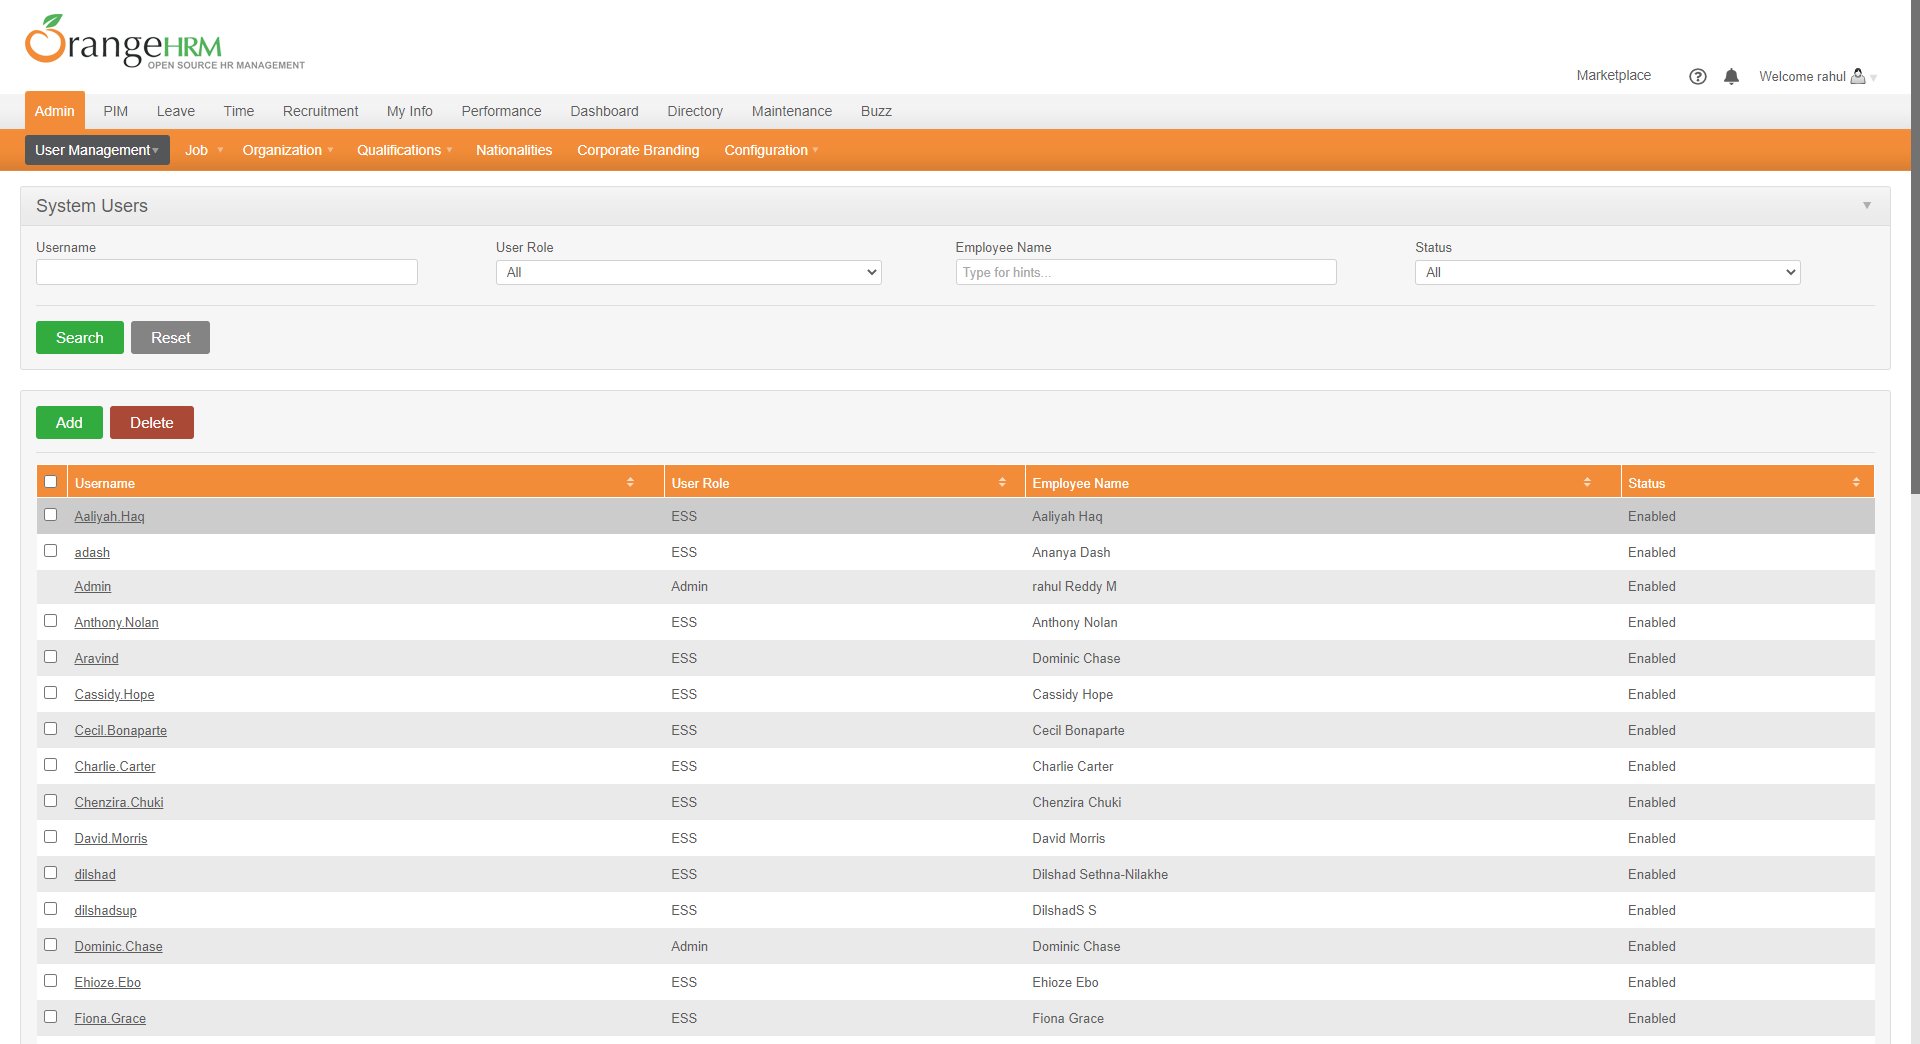 OrangeHRM
OPEN SOURCE HR MANAGEMENT
Marketplace
? Welcome rahul
Admin PIM Leave Time Recruitment My Info Performance Dashboard Directory Maintenance Buzz
User Management Job Organization Qualifications Nationalities Corporate Branding Configuration
System Users
Username User Role Employee Name Status
All Type for hints... All
Search Reset
Add Delete
Username User Role Employee Name Status
Aaliyah.Haq ESS Aaliyah Haq Enabled
adash ESS Ananya Dash Enabled
Admin Admin rahul Reddy M Enabled
Anthony.Nolan ESS Anthony Nolan Enabled
Aravind ESS Dominic Chase Enabled
Cassidy.Hope ESS Cassidy Hope Enabled
Cecil.Bonaparte ESS Cecil Bonaparte Enabled
Charlie.Carter ESS Charlie Carter Enabled
Chenzira.Chuki ESS Chenzira Chuki Enabled
David.Morris ESS David Morris Enabled
dilshad ESS Dilshad Sethna-Nilakhe Enabled
dilshadsup ESS DilshadS S Enabled
Dominic.Chase Admin Dominic Chase Enabled
Ehioze.Ebo ESS Ehioze Ebo Enabled
Fiona.Grace ESS Fiona Grace Enabled